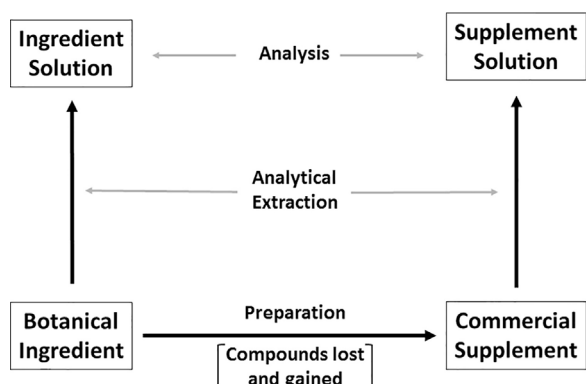 Ingredient
Solution
Analysis
Supplement
Solution
Analytical
Extraction
Botanical
Ingredient
Preparation
Compounds lost
and gained
Commercial
Supplement